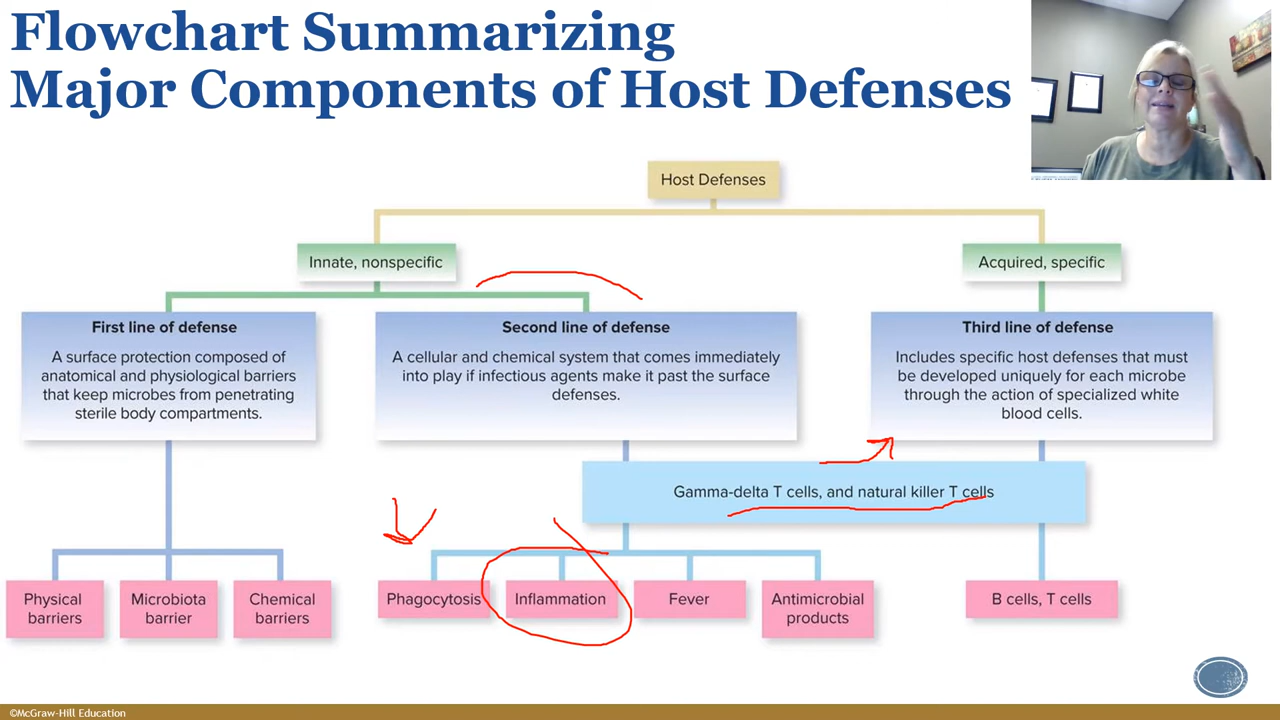 Flowchart Summarizing
Major Components of Host Defenses
Host Defenses
Innate, nonspecific
Acquired, specific
First line of defense
A surface protection composed of
anatomical and physiological barriers
that keep microbes from penetrating
sterile body compartments.
Second line of defense
A cellular and chemical system that comes immediately
into play if infectious agents make it past the surface
defenses.
Third line of defense
Includes specific host defenses that must
be developed uniquely for each microbe
through the action of specialized white
blood cells.
Gamma-delta T cells, and natural killer T cells
Physical
barriers
Microbiota
barrier
Chemical
barriers
Phagocytosis
Inflammation
Fever
Antimicrobial
products
B cells, T cells
©McGraw-Hill Education